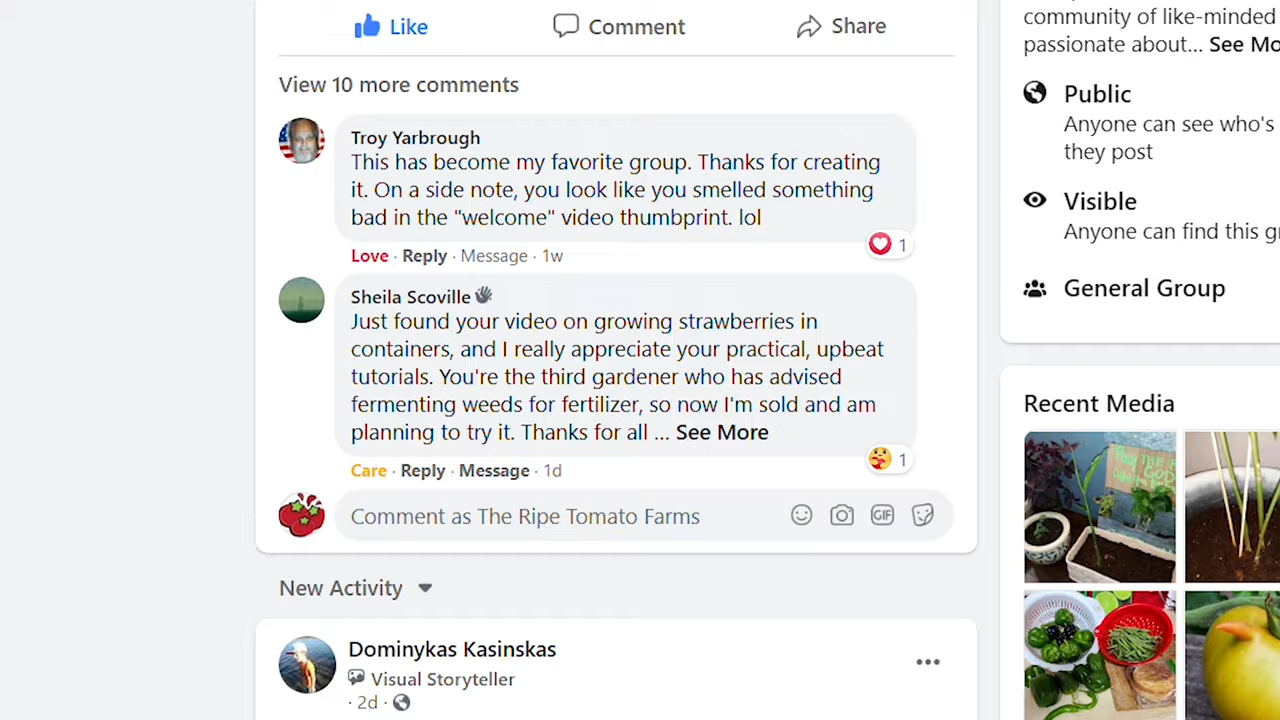 Like
Comment
Share
View 10 more comments
Troy Yarbrough
This has become my favorite group. Thanks for creating
it. On a side note, you look like you smelled something
bad in the "welcome" video thumbprint. lol
1
Love · Reply · Message · 1w
Sheila Scoville
Just found your video on growing strawberries in
containers, and I really appreciate your practical, upbeat
tutorials. You're the third gardener who has advised
fermenting weeds for fertilizer, so now I'm sold and am
planning to try it. Thanks for all ... See More
1
Care · Reply · Message · 1d
Comment as The Ripe Tomato Farms
GIF
New Activity
Dominykas Kasinskas
Visual Storyteller
· 2d ·
community of like-minded
passionate about... See Mo
Public
Anyone can see who's
they post
Visible
Anyone can find this g
General Group
Recent Media